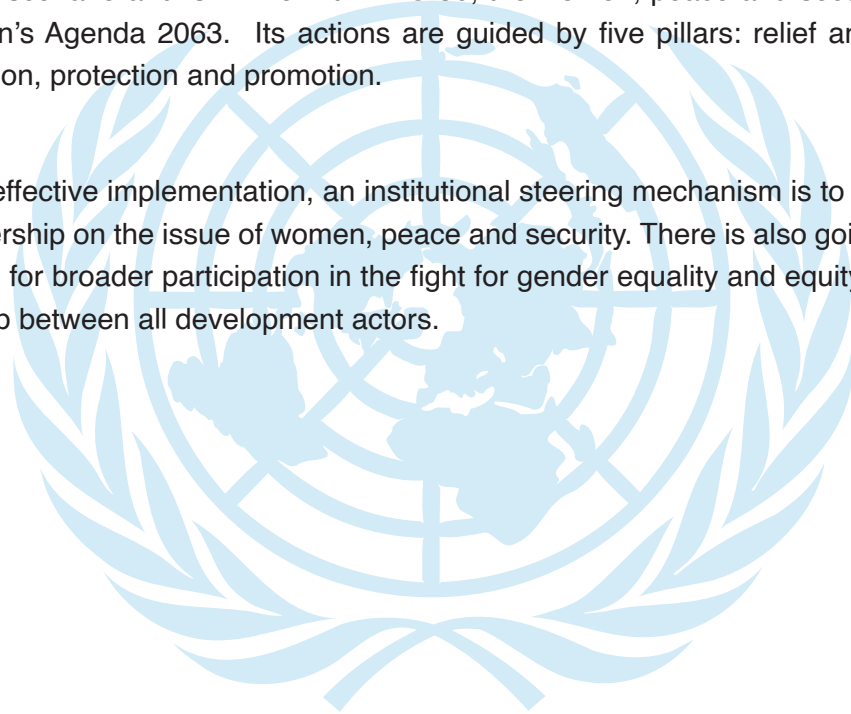 n's Agenda 2063. Its actions are guided by five pillars: relief
on, protection and promotion.
effective implementation, an institutional steering mechanism is to
ership on the issue of women, peace and security. There is also
for broader participation in the fight for gender equality and equity
between all development actors.